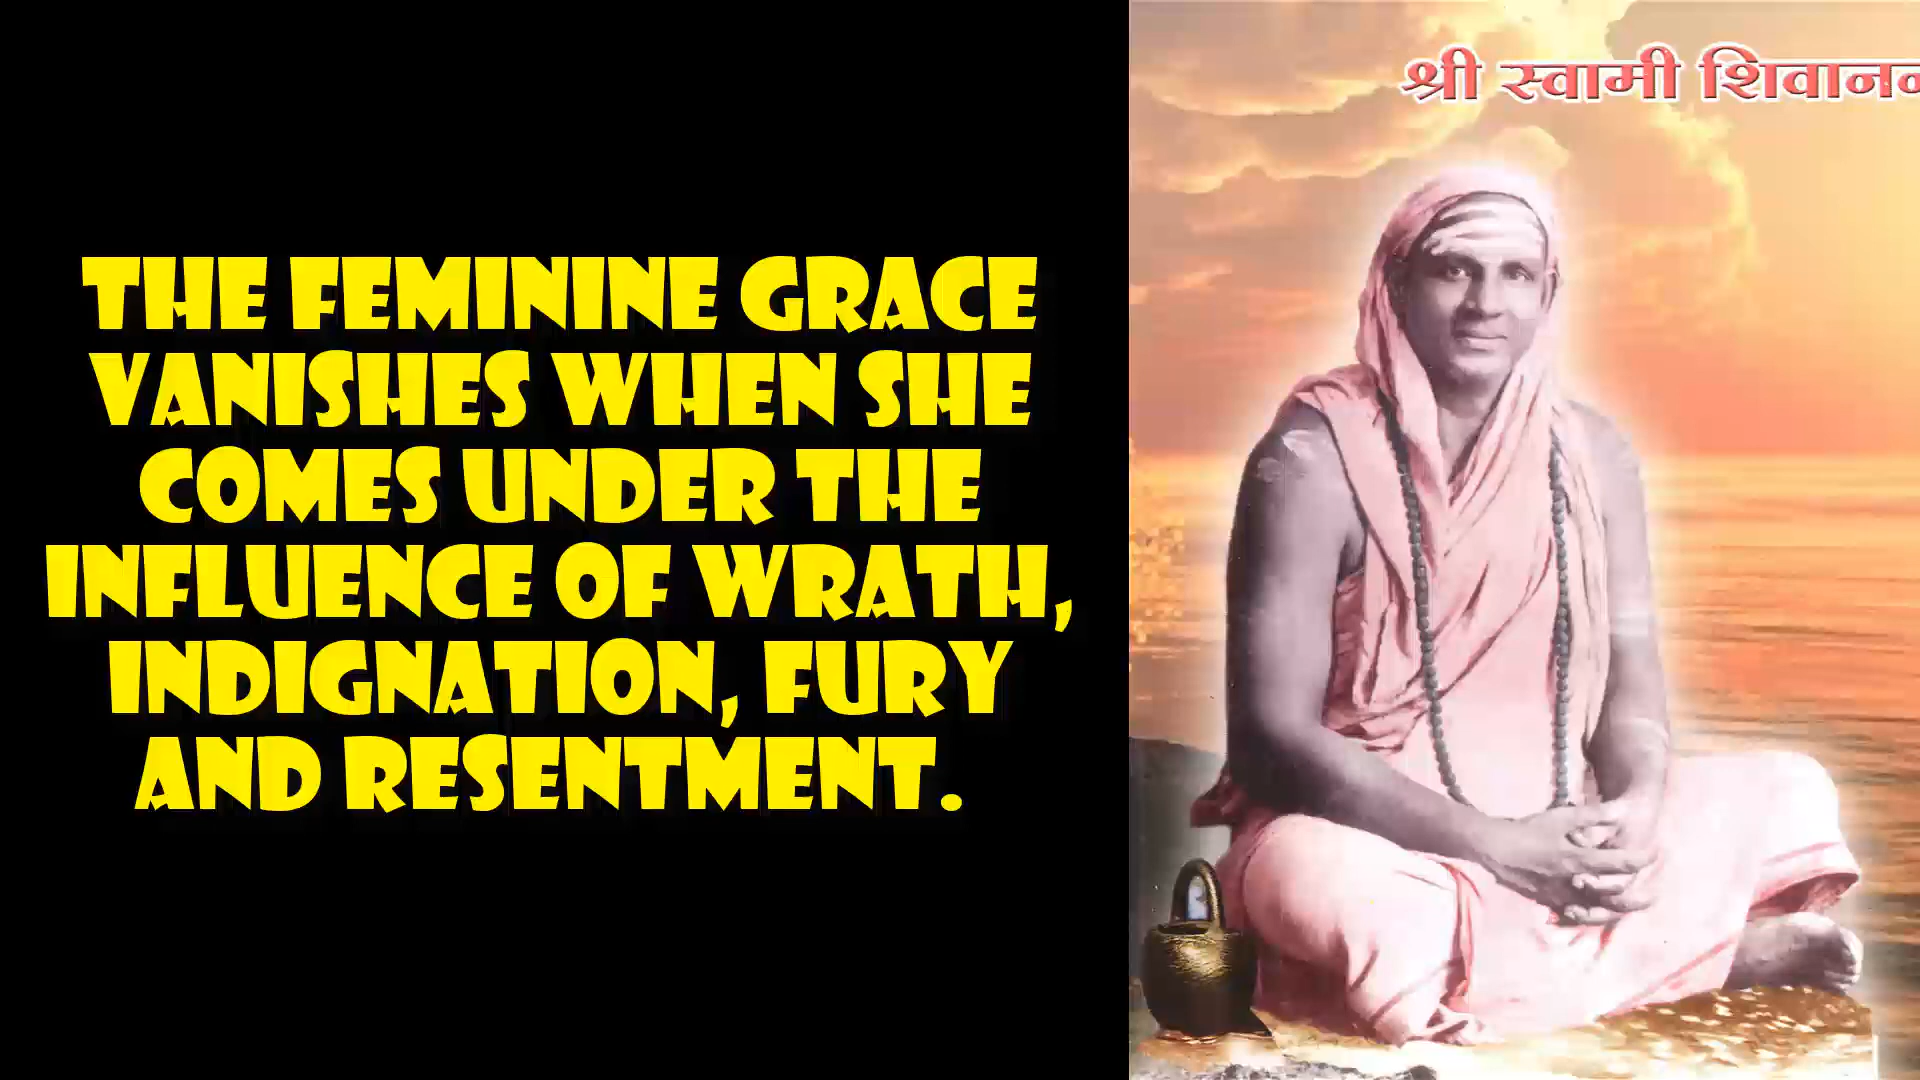 THE FEMININE GRACE
VANISHES WHEN SHE
COMES UNDER THE
INFLUENCE OF WRATH,
INDIGNATION, FURY
AND RESENTMENT.
श्री स्वामी